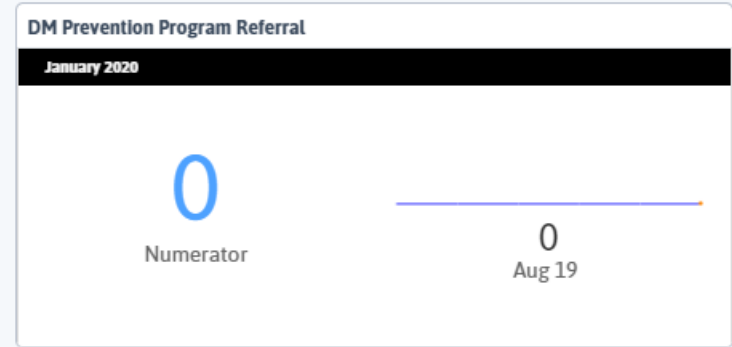 DM Prevention Program Referral
January 2020
0
Numerator
0
Aug 19